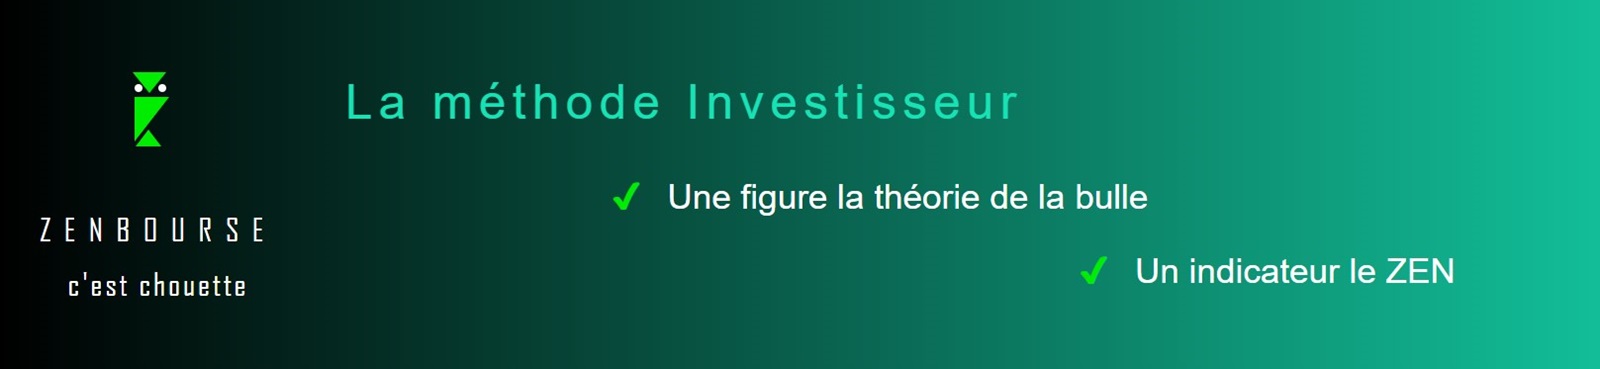 La méthode Investisseur
Une figure la théorie de la bulle
ZENBOURSE
Un indicateur le ZEN
c'est chouette